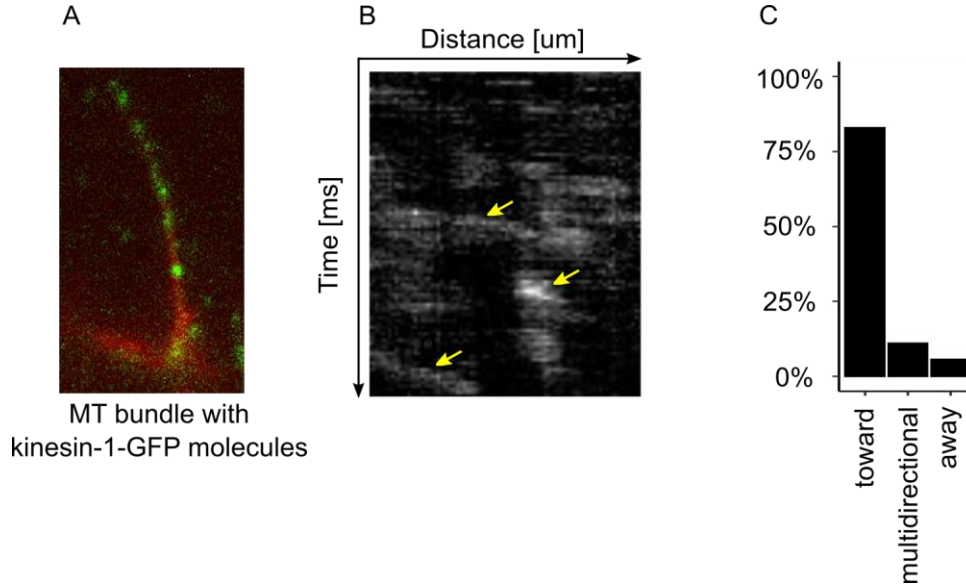 A
MT bundle with
kinesin-1-GFP molecules
B
Distance [um]
Time [ms]
C
100%
75%
50%
25%
0%
toward
multidirectional
away